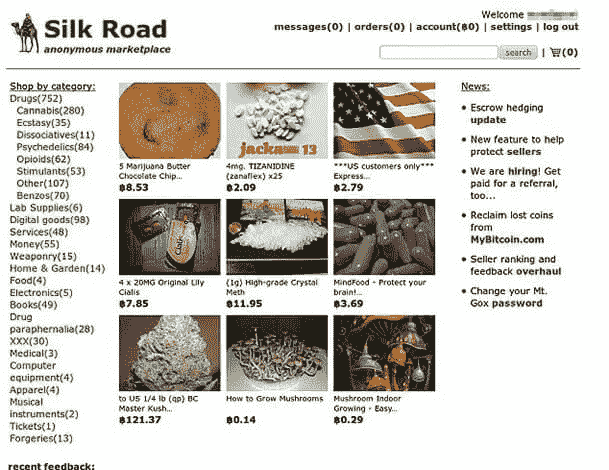 Welcome
Silk Road
anonymous marketplace
messages(0) | orders(0) | account(฿0) | settings | log out
search | (0)
Shop by category:
Drugs(752)
Cannabis(280)
Ecstasy(35)
Dissociatives(11)
Psychedelics(84)
Opioids(62)
Stimulants(53)
Other(107)
Benzos(70)
Lab Supplies(6)
Digital goods(98)
Services(48)
Money(55)
Weaponry(15)
Home & Garden(14)
Food(4)
Electronics(5)
Books(49)
Drug
paraphernalia(28)
XXX(30)
Medical(3)
Computer
equipment(4)
Apparel(4)
Musical
instruments(2)
Tickets(1)
Forgeries(13)
recent feedback:
jacka 13
5 Marijuana Butter
Chocolate Chip...
฿8.53
4mg. TIZANIDINE
(zanaflex) x25
฿2.09
***US customers only***
Express...
฿2.79
4 x 20MG Original Lily
Cialis
฿7.85
(1g) High-grade Crystal
Meth
฿11.95
MindFood - Protect your
brain!...
฿3.69
to US 1/4 lb (qp) BC
Master Kush...
฿121.37
How to Grow Mushrooms
฿0.14
Mushroom Indoor
Growing - Easy...
฿0.29
News:
Escrow hedging
update
New feature to help
protect sellers
We are hiring! Get
paid for a referral,
too...
Reclaim lost coins
from
MyBitcoin.com
Seller ranking and
feedback overhaul
Change your Mt.
Gox password